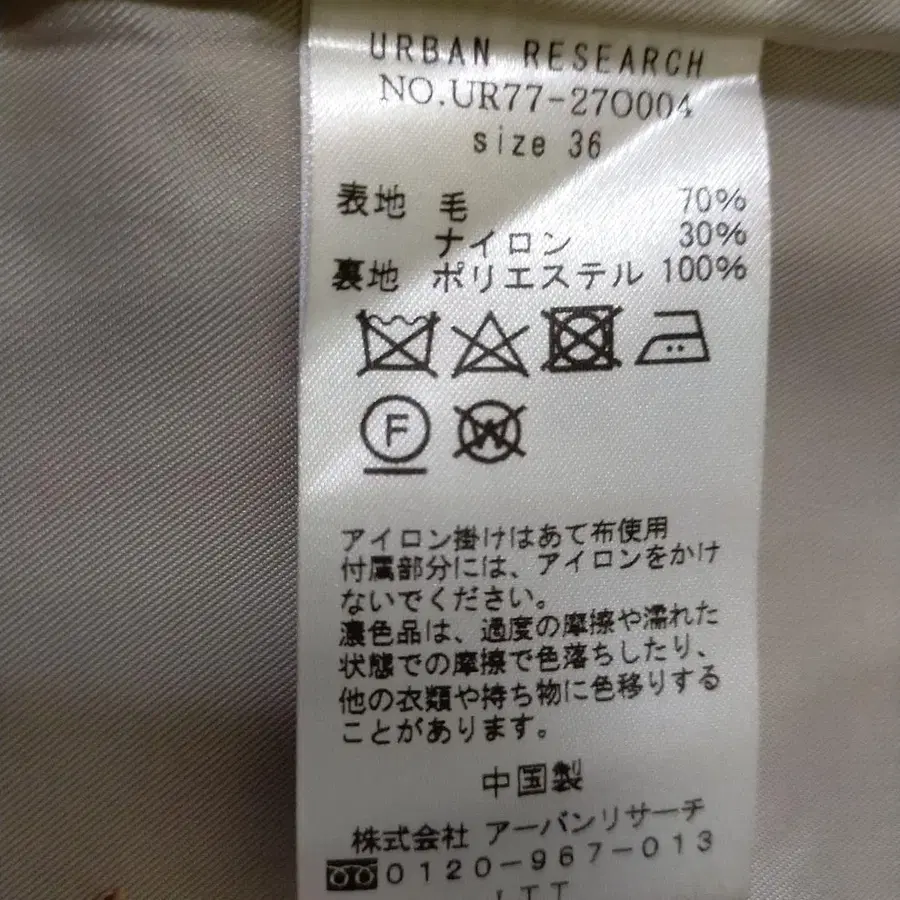 URBAN RESEARCH
NO.UR77-270004
size 36
表地 毛 70%
ナイロン 30%
裏地 ポリエステル 100%
F
W
アイロン掛けはあて布使用
付属部分には、アイロンをかけ
ないでください。
濃色品は、過度の摩擦や濡れた
状態での摩擦で色落ちしたり、
他の衣類や持ち物に色移りする
ことがあります。
中国製
株式会社 アーバンリサーチ
0120-967-013